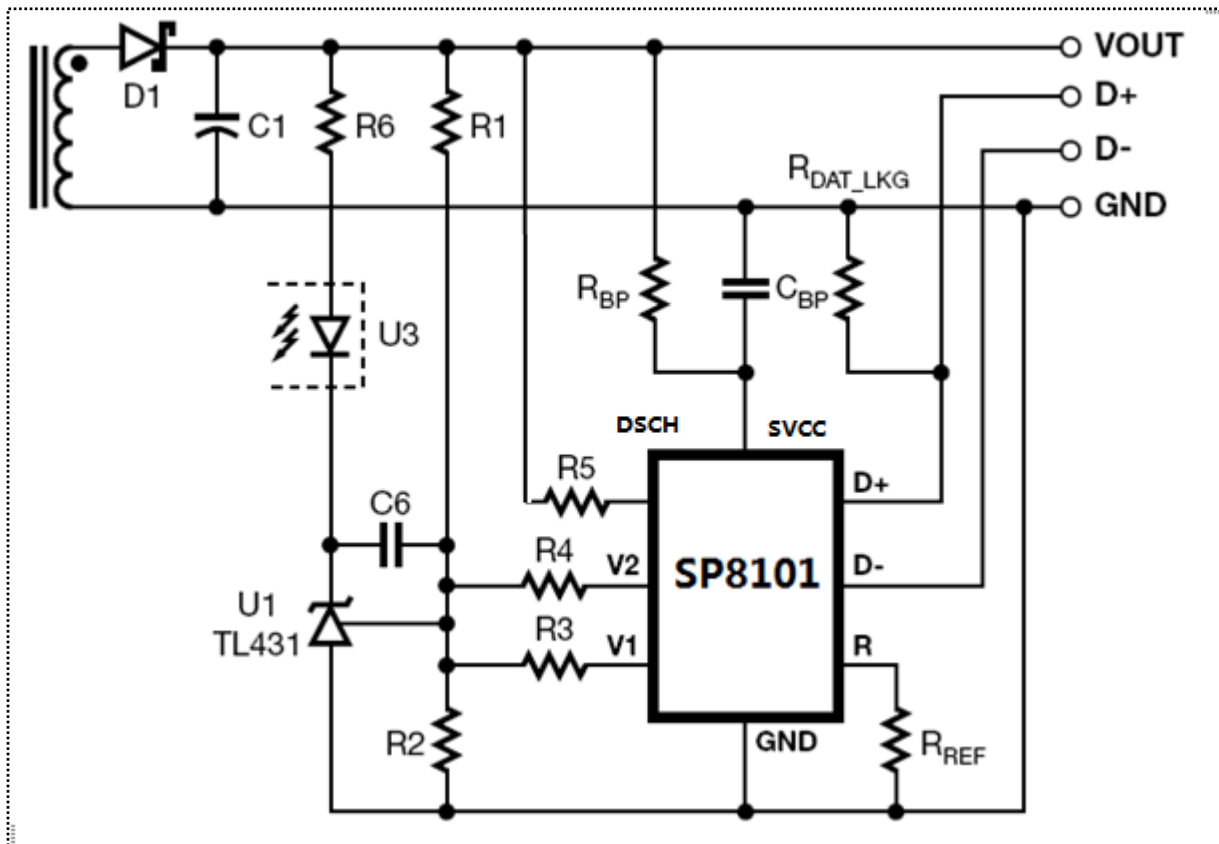 VOUT
D+
D-
GND
D1
C1
R6
R1
RDAT_LKG
RBP
CBP
U3
DSCH
SVCC
R5
D+
C6
R4
V2
SP8101
D-
U1
TL431
R3
V1
R
R2
GND
RREF